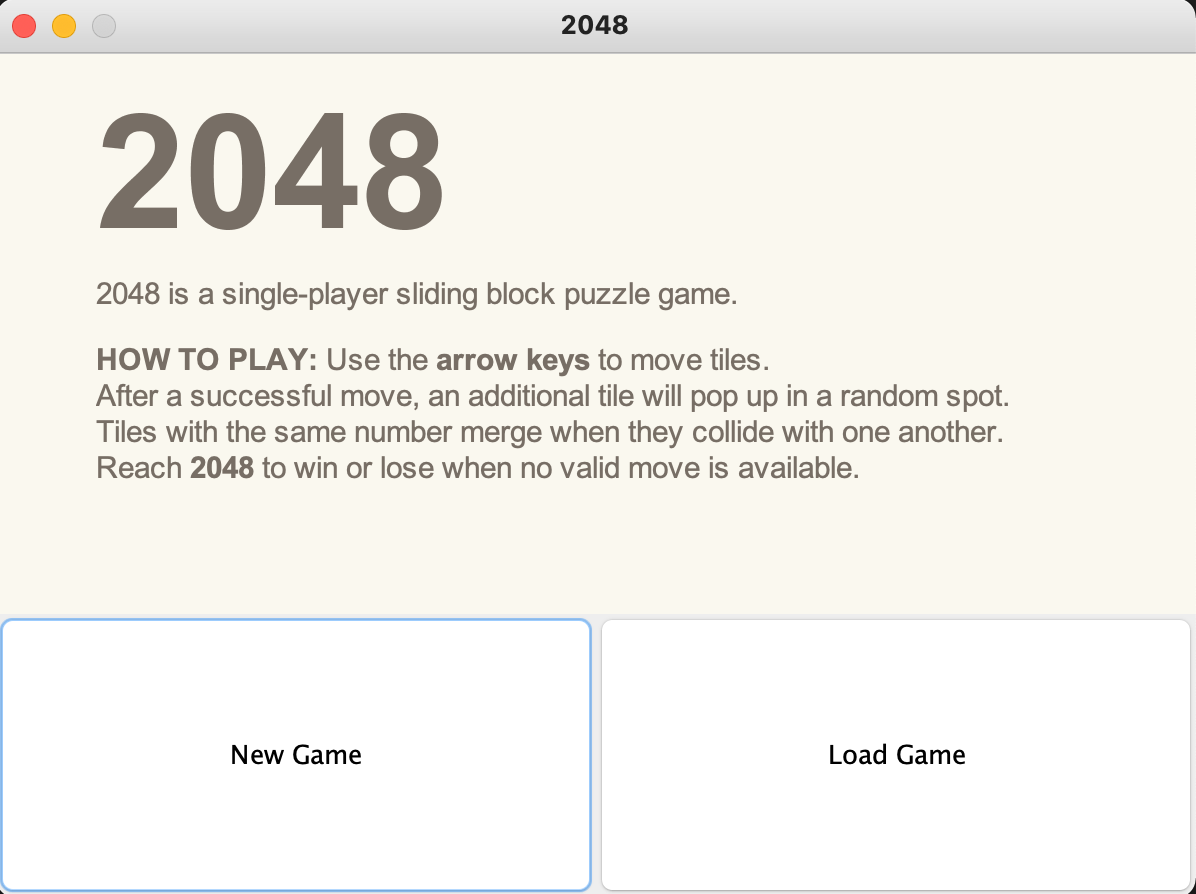 2048
2048
2048 is a single-player sliding block puzzle game.
HOW TO PLAY: Use the arrow keys to move tiles.
After a successful move, an additional tile will pop up in a random spot.
Tiles with the same number merge when they collide with one another.
Reach 2048 to win or lose when no valid move is available.
New Game
Load Game